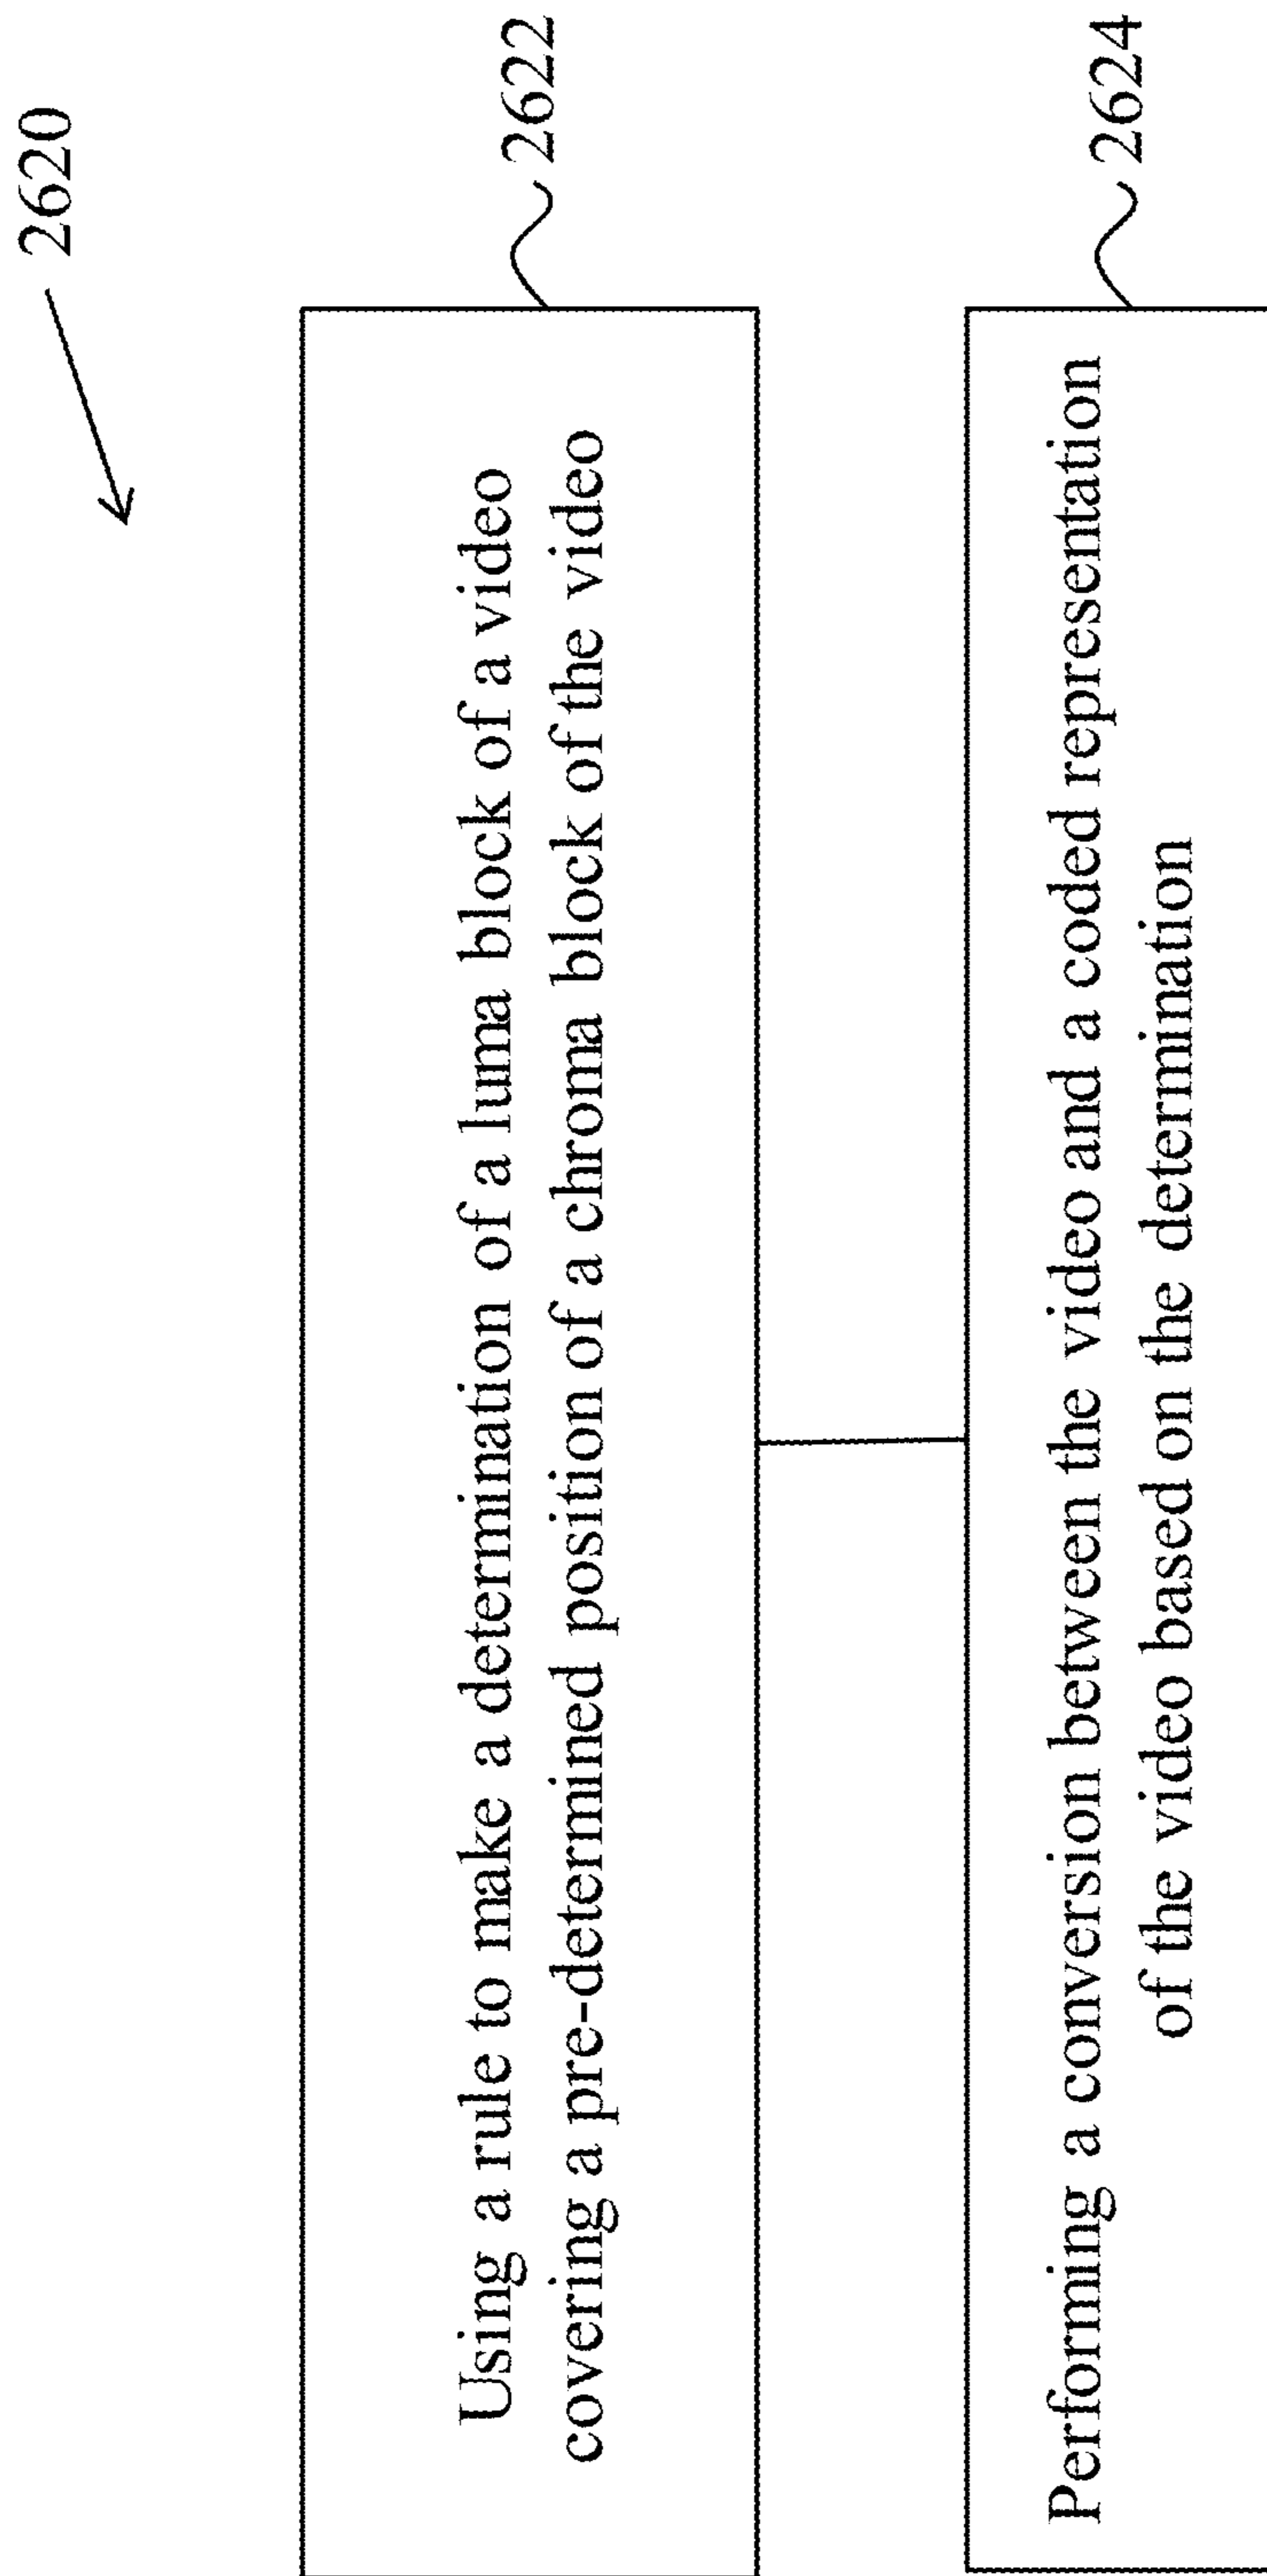 2620
Using a rule to make a determination of a luma block of a video
covering a pre-determined position of a chroma block of the video
2622
Performing a conversion between the video and a coded representation
of the video based on the determination
2624